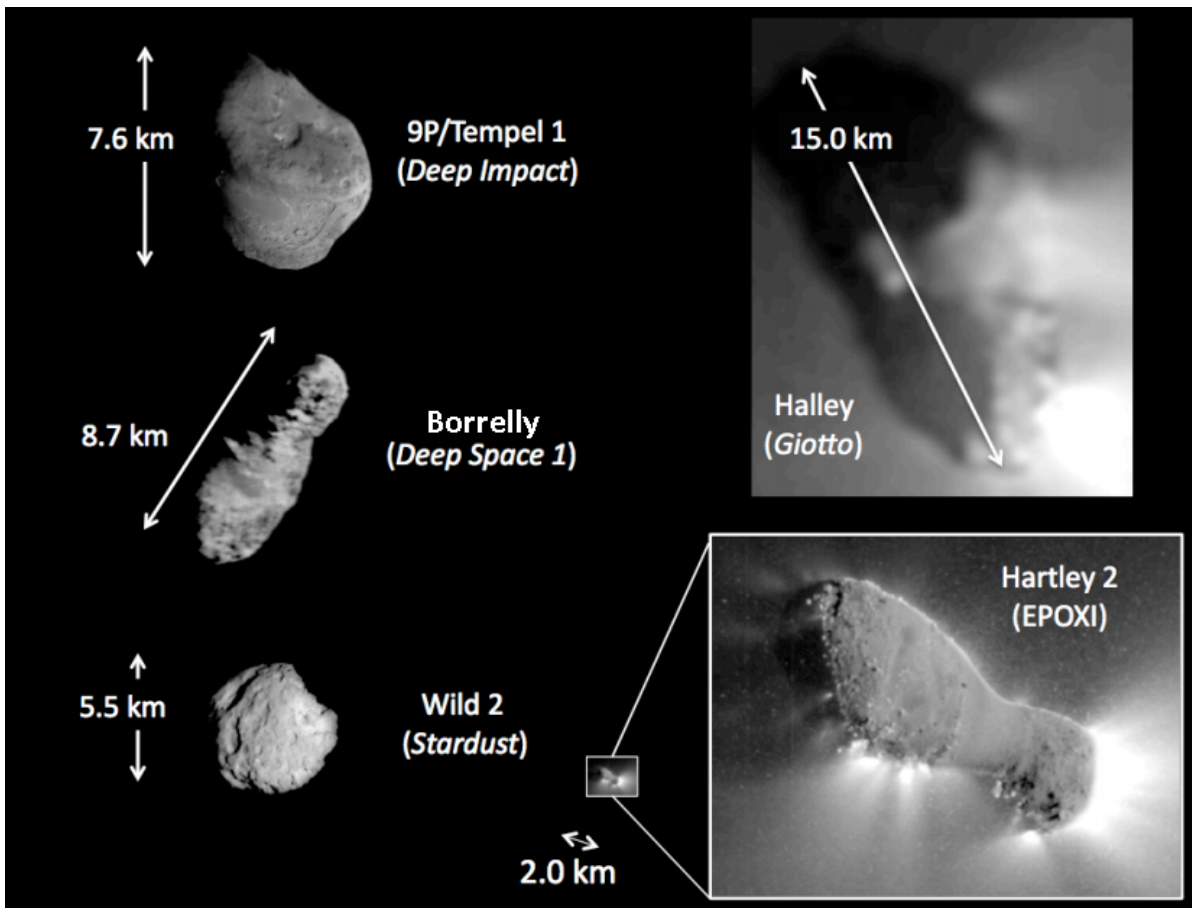 7.6 km
9P/Tempel 1
(Deep Impact)
15.0 km
Halley
(Giotto)
8.7 km
Borrelly
(Deep Space 1)
Hartley 2
(EPOXI)
5.5 km
Wild 2
(Stardust)
2.0 km